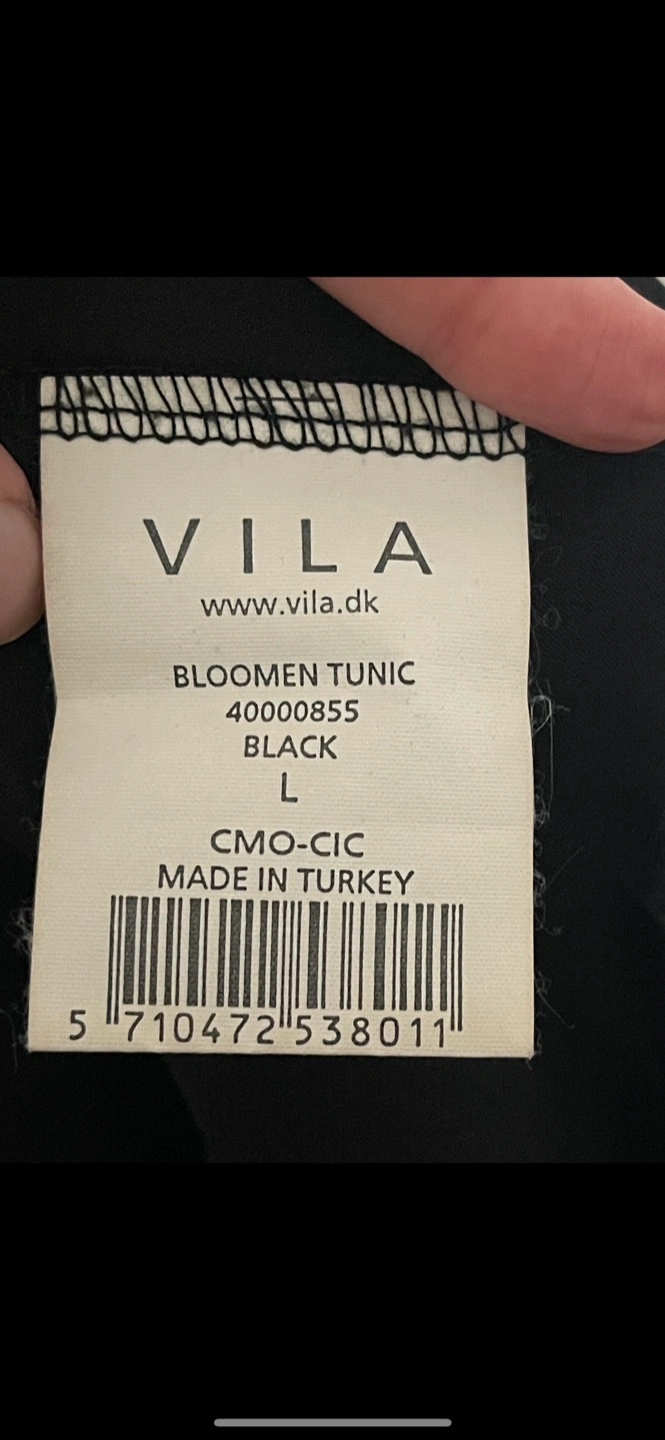 VILA
www.vila.dk
BLOOMEN TUNIC
40000855
BLACK
L
CMO-CIC
MADE IN TURKEY
5 710472 538011